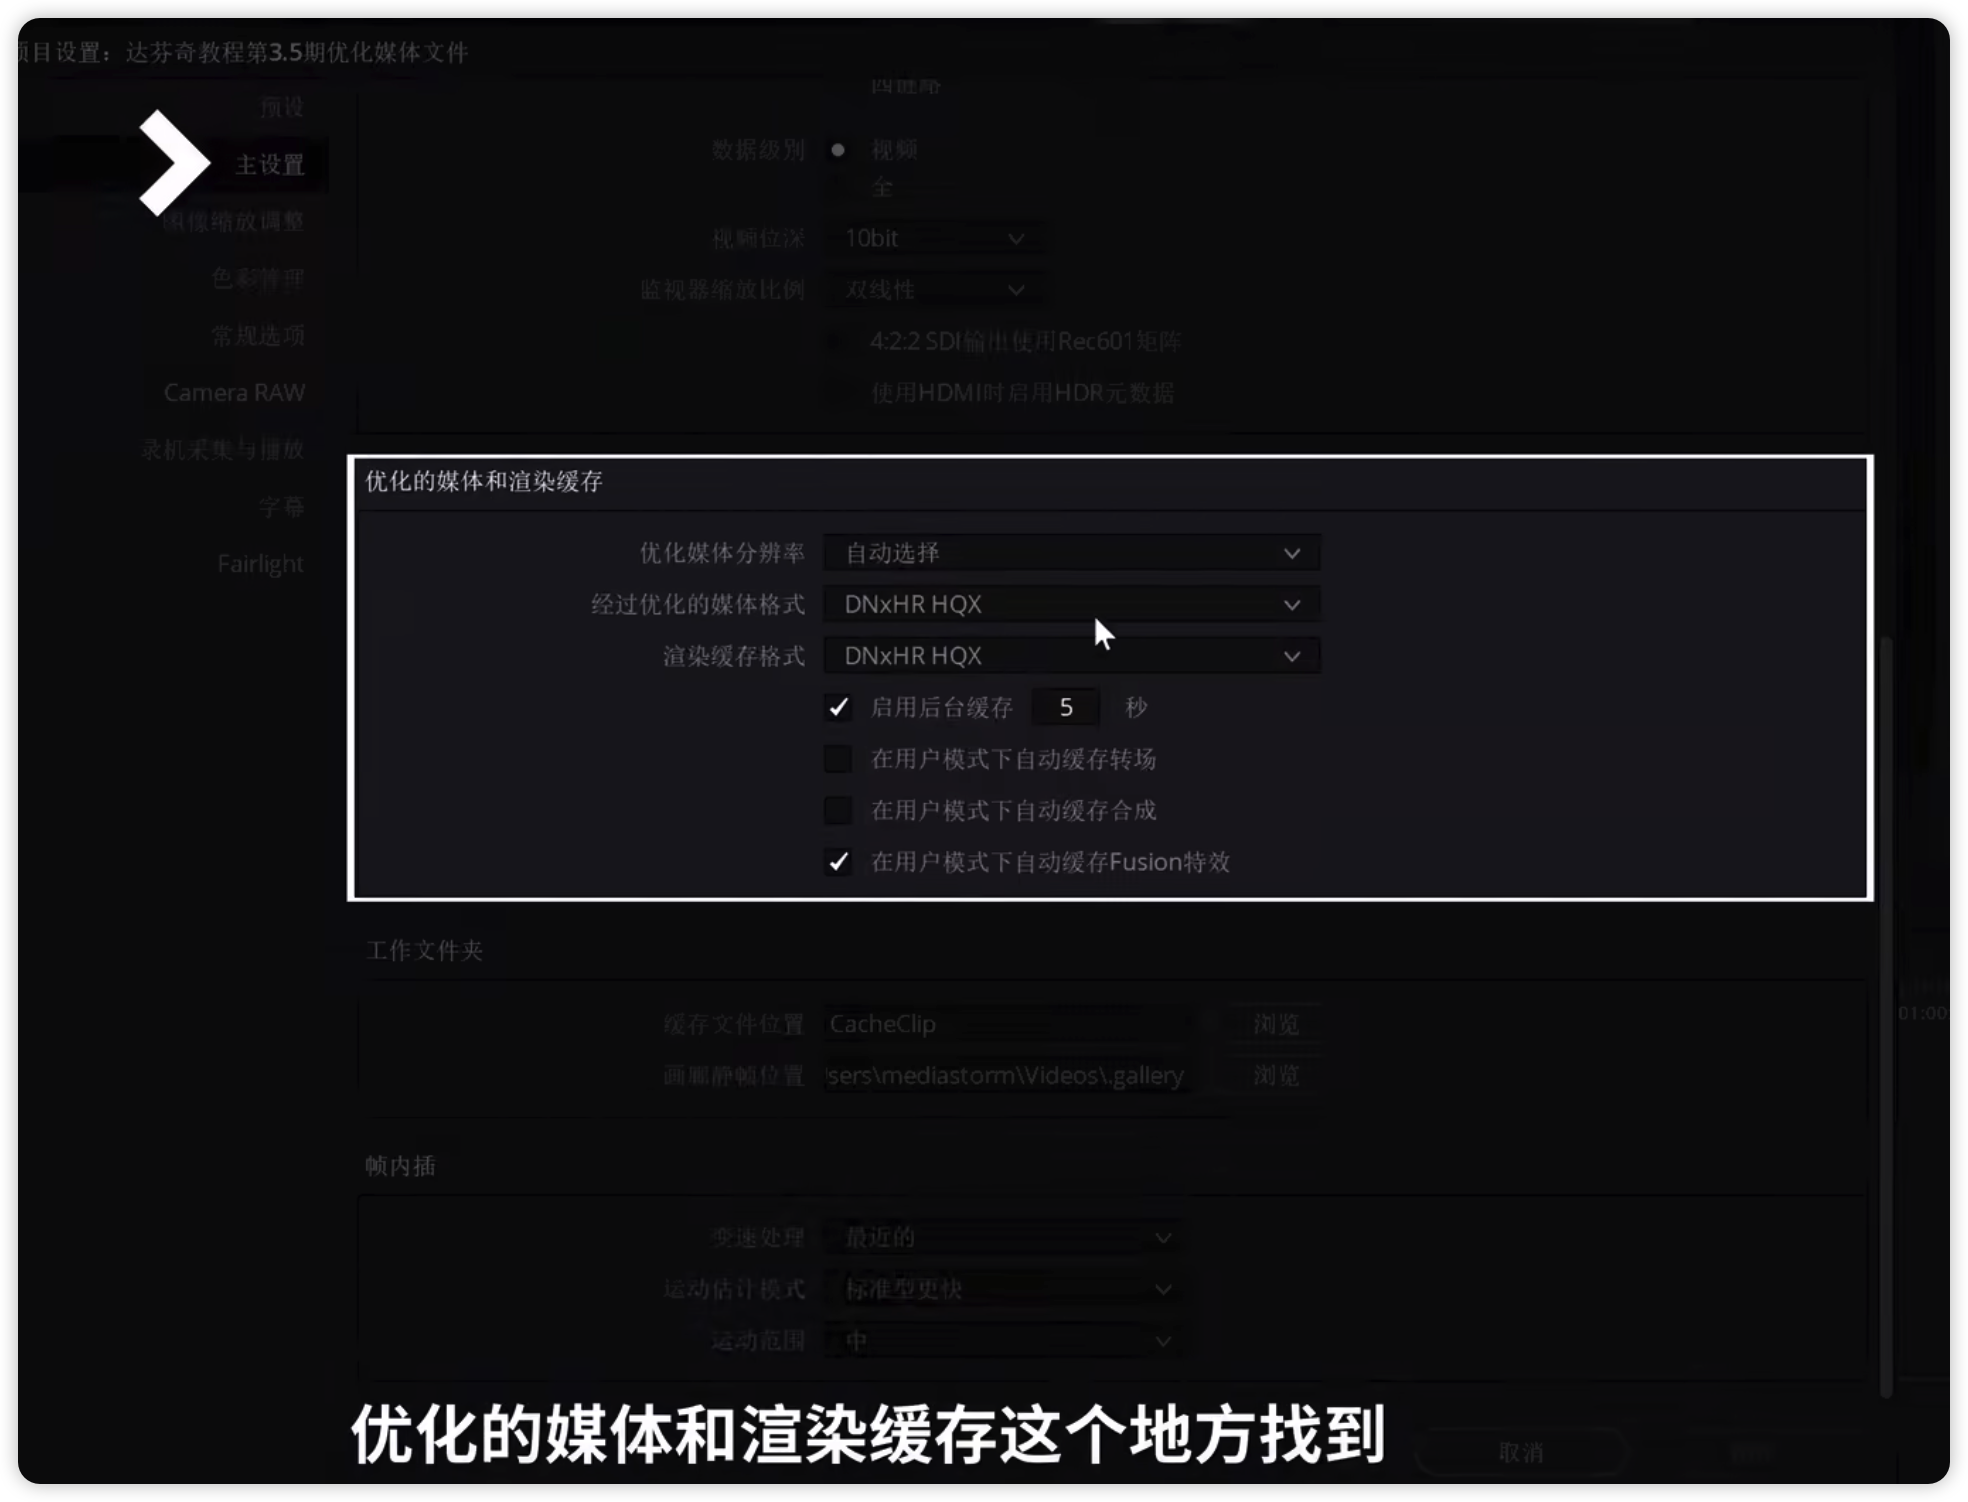 项目设置：达芬奇教程第3.5期优化媒体文件
预设
主设置
图像缩放调整
色彩管理
常规选项
Camera RAW
采集与播放
字幕
Fairlight
四链路
数据级别 视频
全
视频位深 10bit
监视器缩放比例 双线性
4:2:2 SDI输出使用Rec601矩阵
使用HDMI时启用HDR元数据
优化的媒体和渲染缓存
优化媒体分辨率 自动选择
经过优化的媒体格式 DNxHR HQX
渲染缓存格式 DNxHR HQX
启用后台缓存 5 秒
在用户模式下自动缓存转场
在用户模式下自动缓存合成
在用户模式下自动缓存Fusion特效
工作文件夹
缓存文件位置 CacheClip 浏览
画廊静帧位置 sers\mediastorm\Videos\.gallery 浏览
01:00
帧内插
变速处理 最近的
运动估计模式 标准型更快
运动范围 中
优化的媒体和渲染缓存这个地方找到
取消